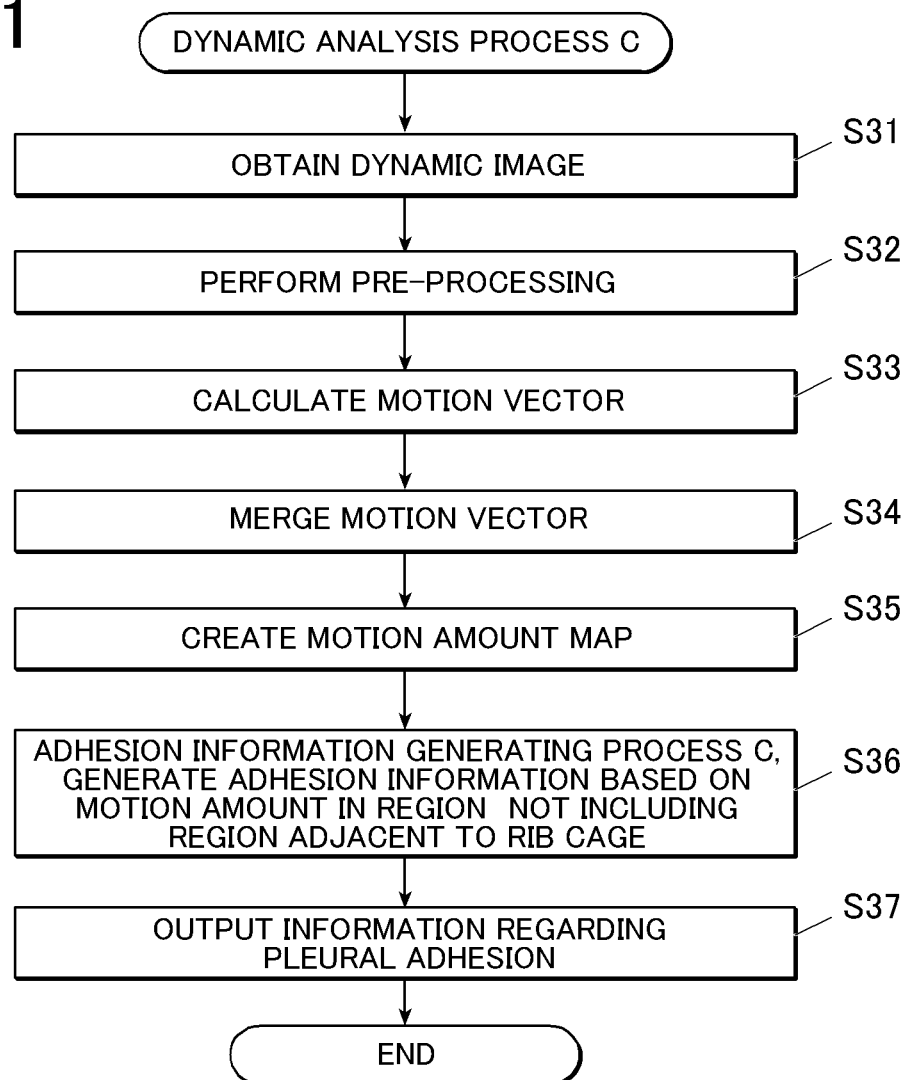 1
DYNAMIC ANALYSIS PROCESS C
S31
OBTAIN DYNAMIC IMAGE
S32
PERFORM PRE-PROCESSING
S33
CALCULATE MOTION VECTOR
S34
MERGE MOTION VECTOR
S35
CREATE MOTION AMOUNT MAP
S36
ADHESION INFORMATION GENERATING PROCESS C,
GENERATE ADHESION INFORMATION BASED ON
MOTION AMOUNT IN REGION NOT INCLUDING
REGION ADJACENT TO RIB CAGE
S37
OUTPUT INFORMATION REGARDING
PLEURAL ADHESION
END